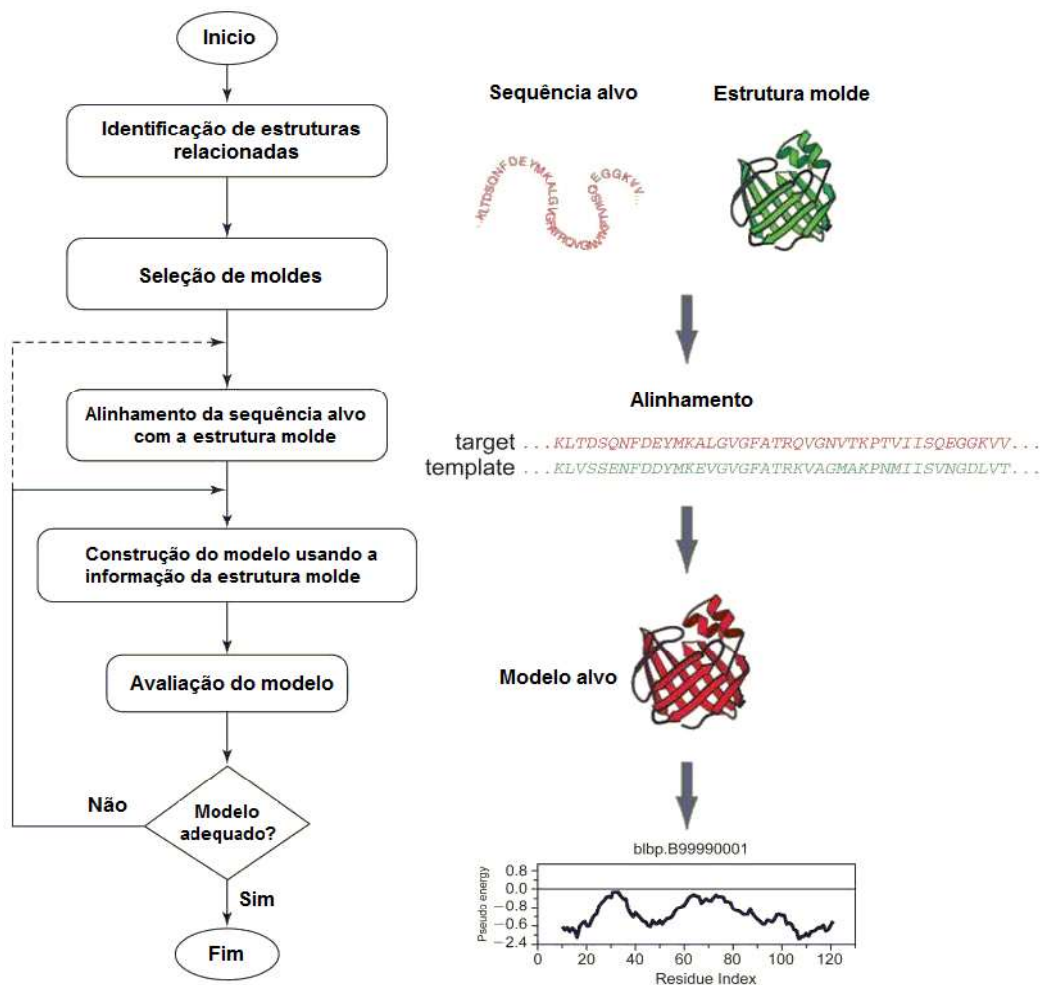 Inicio
Identificação de estruturas
relacionadas
Seleção de moldes
Alinhamento da sequência alvo
com a estrutura molde
Construção do modelo usando a
informação da estrutura molde
Avaliação do modelo
Modelo
adequado?
Não
Sim
Fim
Sequência alvo
Estrutura molde
Alinhamento
target ...KLTDSQNFDEYMKALGVGFATRQVGNVTKPTVIISQEGGKVV...
template ...KLVSSENFDDYMKEVGVGFATRKVAGMAKPNMIISVNGDLVT...
Modelo alvo
blbp.B99990001
Pseudo energy
0.8
0.0
−0.8
−0.6
−2.4
0 20 40 60 80 100 120
Residue Index